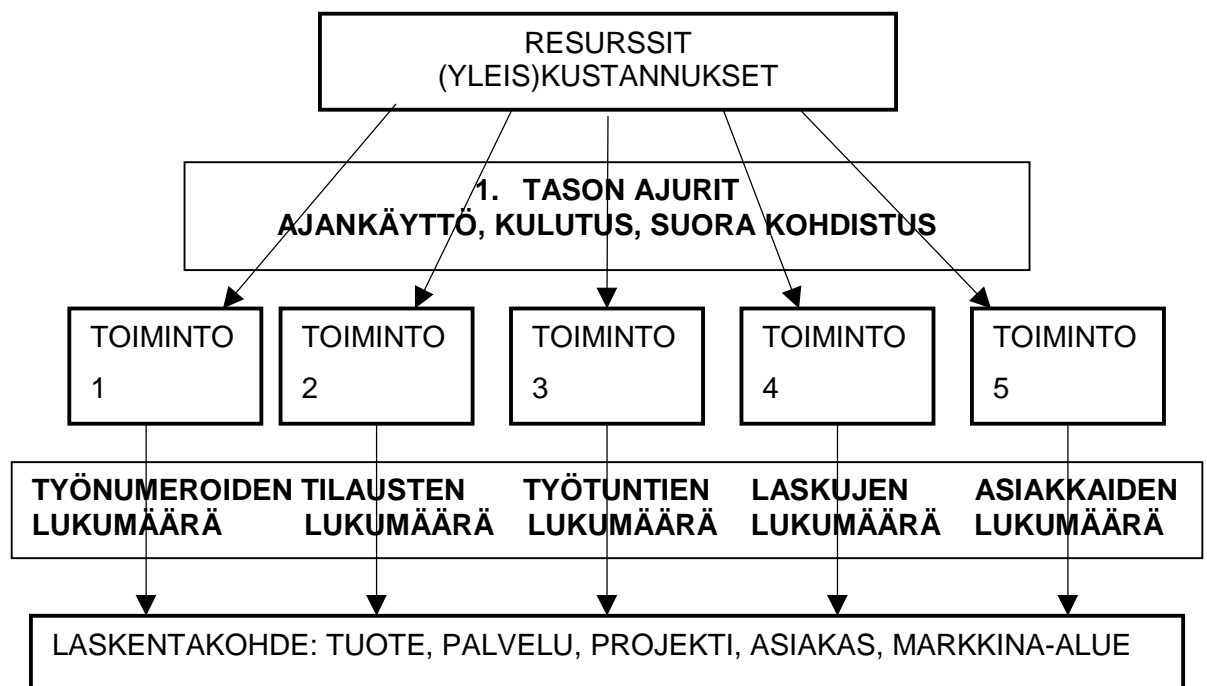 RESURSSIT
(YLEIS)KUSTANNUKSET
1. TASON AJURIT
AJANKÄYTTÖ, KULUTUS, SUORA KOHDISTUS
TOIMINTO
1
TOIMINTO
2
TOIMINTO
3
TOIMINTO
4
TOIMINTO
5
TYÖNUMEROIDEN TILAUSTEN TYÖTUNTIEN LASKUJEN ASIAKKAIDEN
LUKUMÄÄRÄ LUKUMÄÄRÄ LUKUMÄÄRÄ LUKUMÄÄRÄ LUKUMÄÄRÄ
LASKENTAKOHDE: TUOTE, PALVELU, PROJEKTI, ASIAKAS, MARKKINA-ALUE